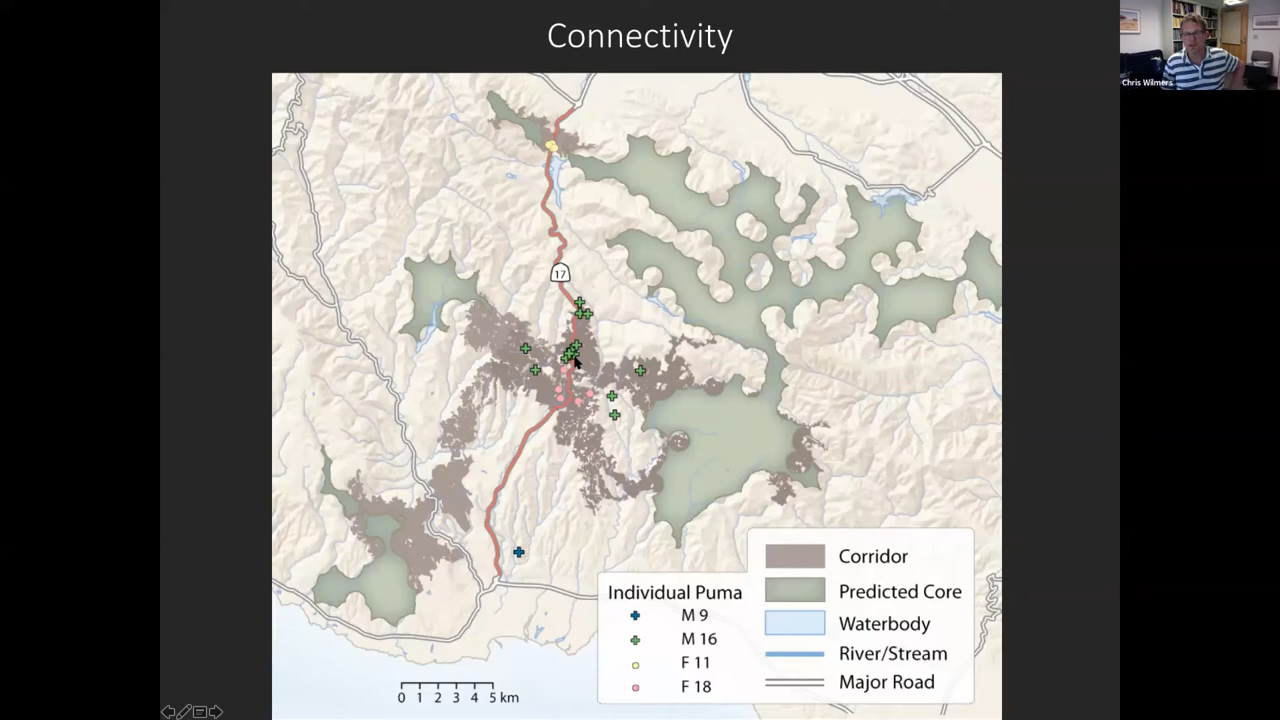 Connectivity
Chris Wilmers
17
Individual Puma
M 9
M 16
F 11
F 18
Corridor
Predicted Core
Waterbody
River/Stream
Major Road
0 1 2 3 4 5 km